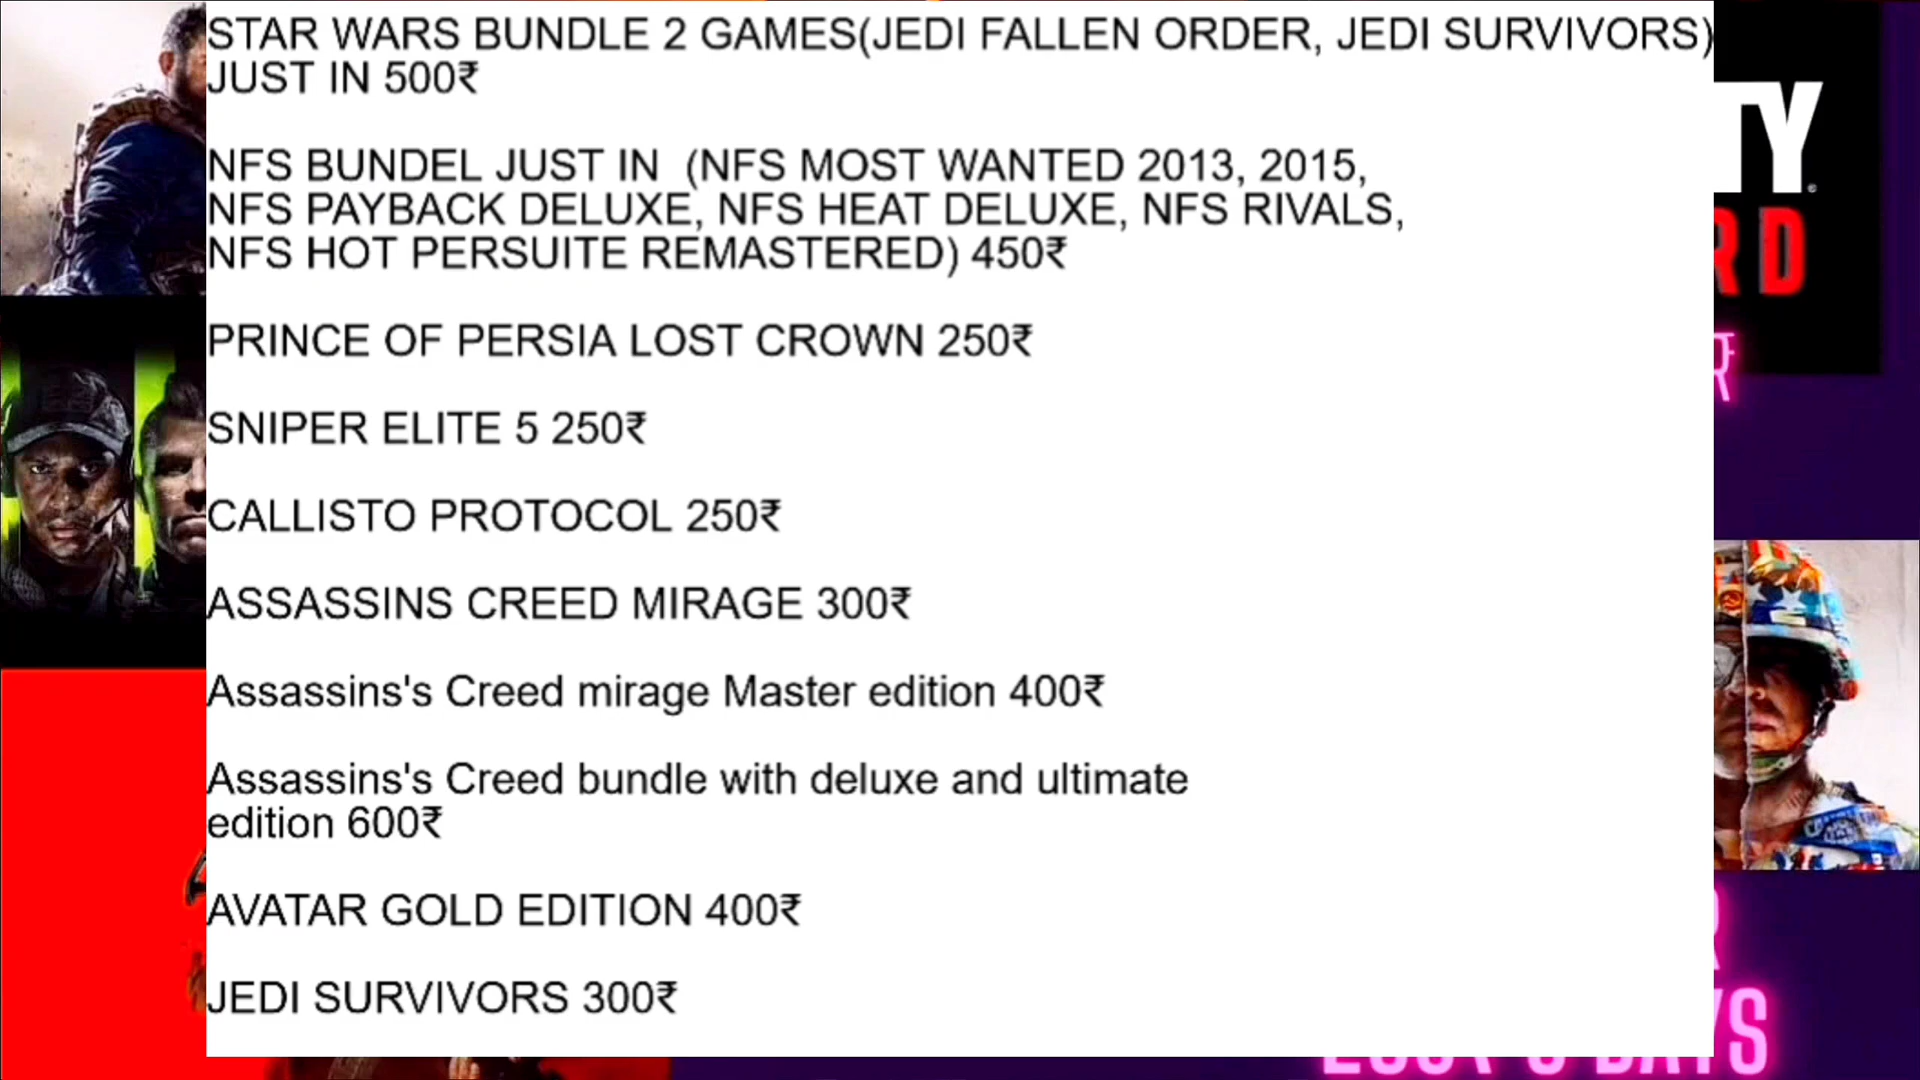 STAR WARS BUNDLE 2 GAMES(JEDI FALLEN ORDER, JEDI SURVIVORS)
JUST IN 500₹
NFS BUNDEL JUST IN (NFS MOST WANTED 2013, 2015,
NFS PAYBACK DELUXE, NFS HEAT DELUXE, NFS RIVALS,
NFS HOT PERSUITE REMASTERED) 450₹
PRINCE OF PERSIA LOST CROWN 250₹
SNIPER ELITE 5 250₹
CALLISTO PROTOCOL 250₹
ASSASSINS CREED MIRAGE 300₹
Assassins's Creed mirage Master edition 400₹
Assassins's Creed bundle with deluxe and ultimate
edition 600₹
AVATAR GOLD EDITION 400₹
JEDI SURVIVORS 300₹